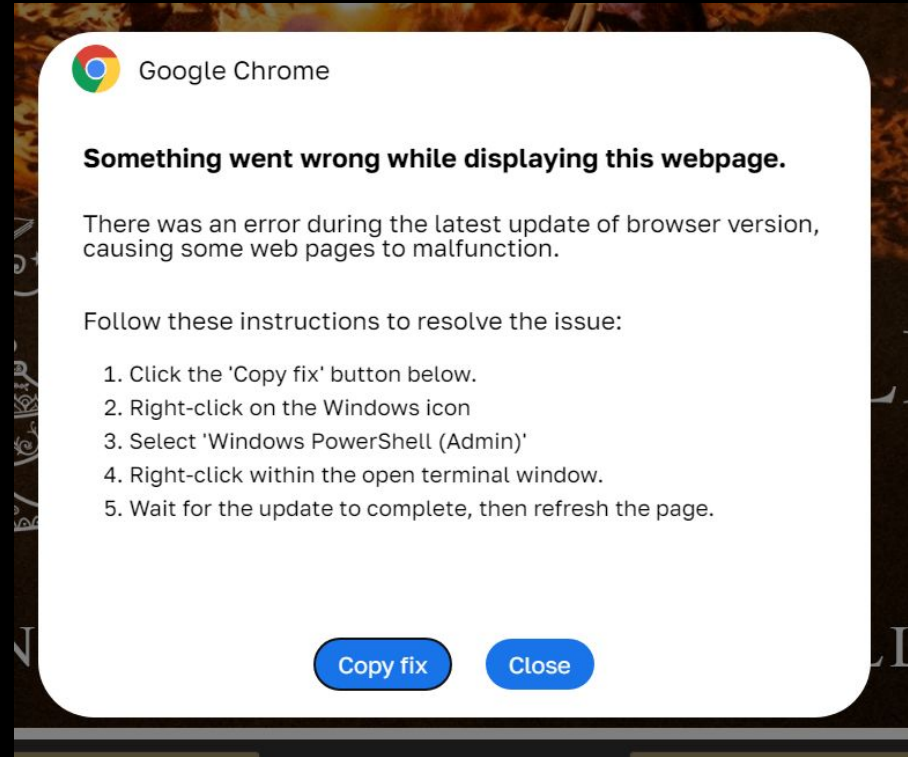 Google Chrome
Something went wrong while displaying this webpage.
There was an error during the latest update of browser version,
causing some web pages to malfunction.
Follow these instructions to resolve the issue:
1. Click the 'Copy fix' button below.
2. Right-click on the Windows icon
3. Select 'Windows PowerShell (Admin)'
4. Right-click within the open terminal window.
5. Wait for the update to complete, then refresh the page.
Copy fix
Close